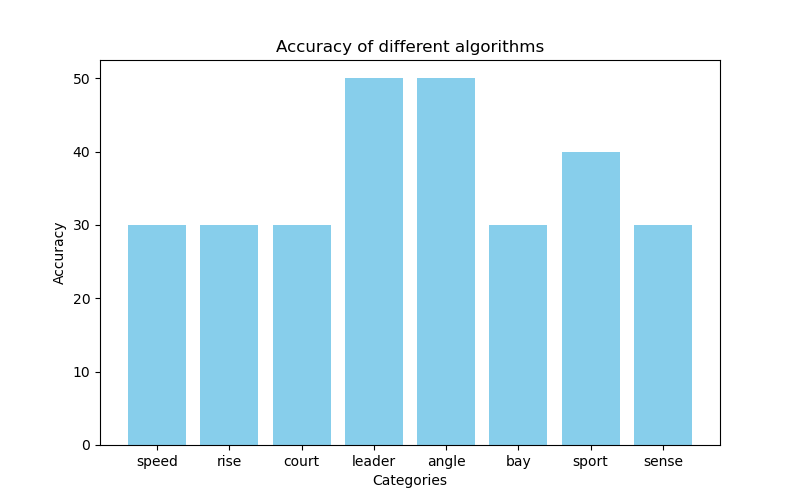 Accuracy of different algorithms
50
40
30
20
10
0
Accuracy
speed rise court leader angle bay sport sense
Categories